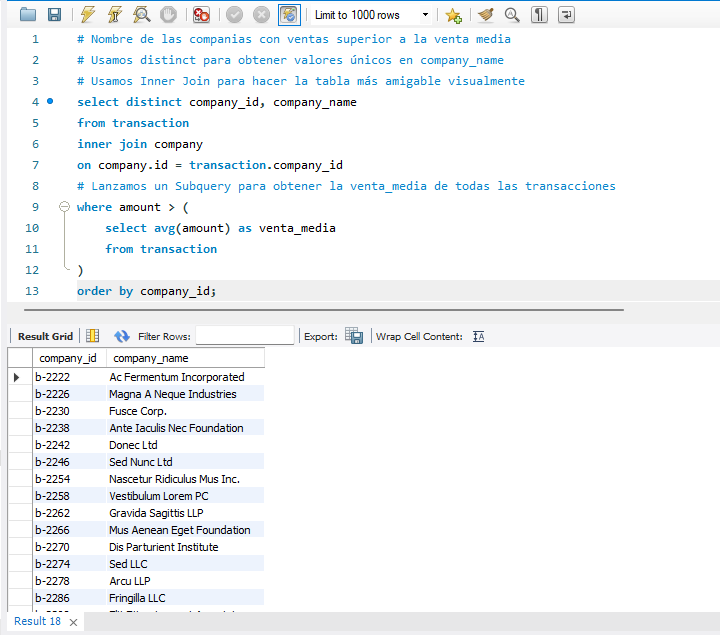 Limit to 1000 rows
1 # Nombre de las companias con ventas superior a la venta media
2 # Usamos distinct para obtener valores únicos en company_name
3 # Usamos Inner Join para hacer la tabla más amigable visualmente
4 select distinct company_id, company_name
5 from transaction
6 inner join company
7 on company.id = transaction.company_id
8 # Lanzamos un Subquery para obtener la venta_media de todas las transacciones
9 where amount > (
10 select avg(amount) as venta_media
11 from transaction
12 )
13 order by company_id;
Result Grid Filter Rows: Export: Wrap Cell Content:
company_id company_name
b-2222 Ac Fermentum Incorporated
b-2226 Magna A Neque Industries
b-2230 Fusce Corp.
b-2238 Ante Iaculis Nec Foundation
b-2242 Donec Ltd
b-2246 Sed Nunc Ltd
b-2254 Nascetur Ridiculus Mus Inc.
b-2258 Vestibulum Lorem PC
b-2262 Gravida Sagittis LLP
b-2266 Mus Aenean Eget Foundation
b-2270 Dis Parturient Institute
b-2274 Sed LLC
b-2278 Arcu LLP
b-2286 Fringilla LLC
Result 18